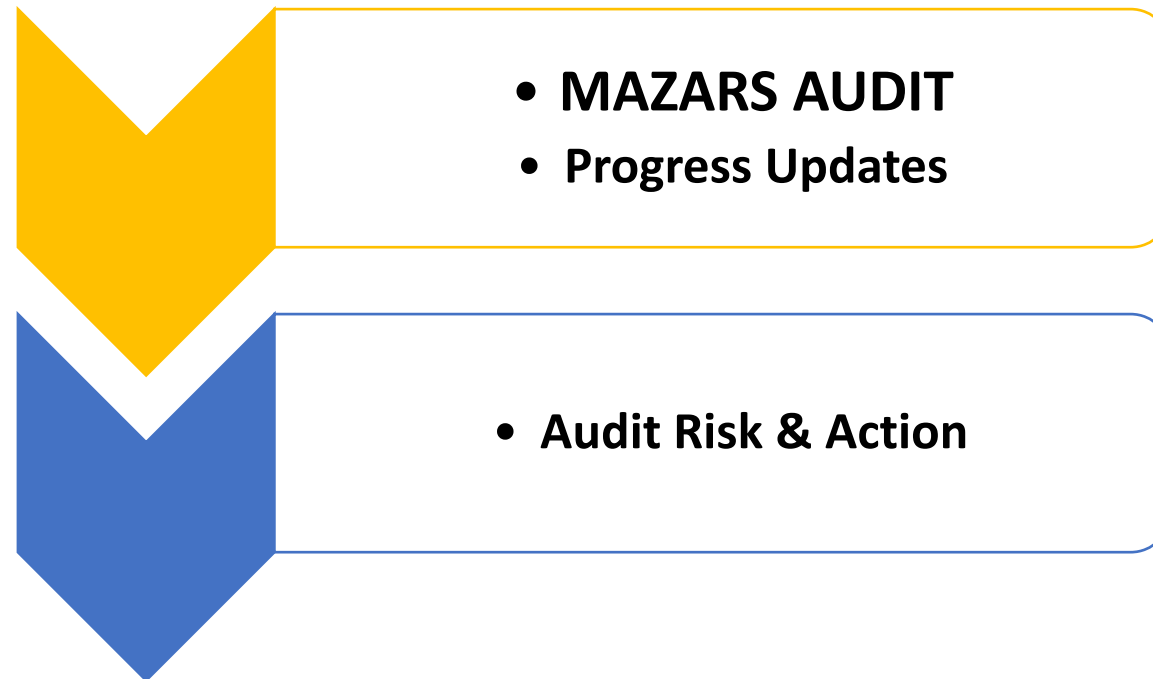 • MAZARS AUDIT
• Progress Updates
• Audit Risk & Action